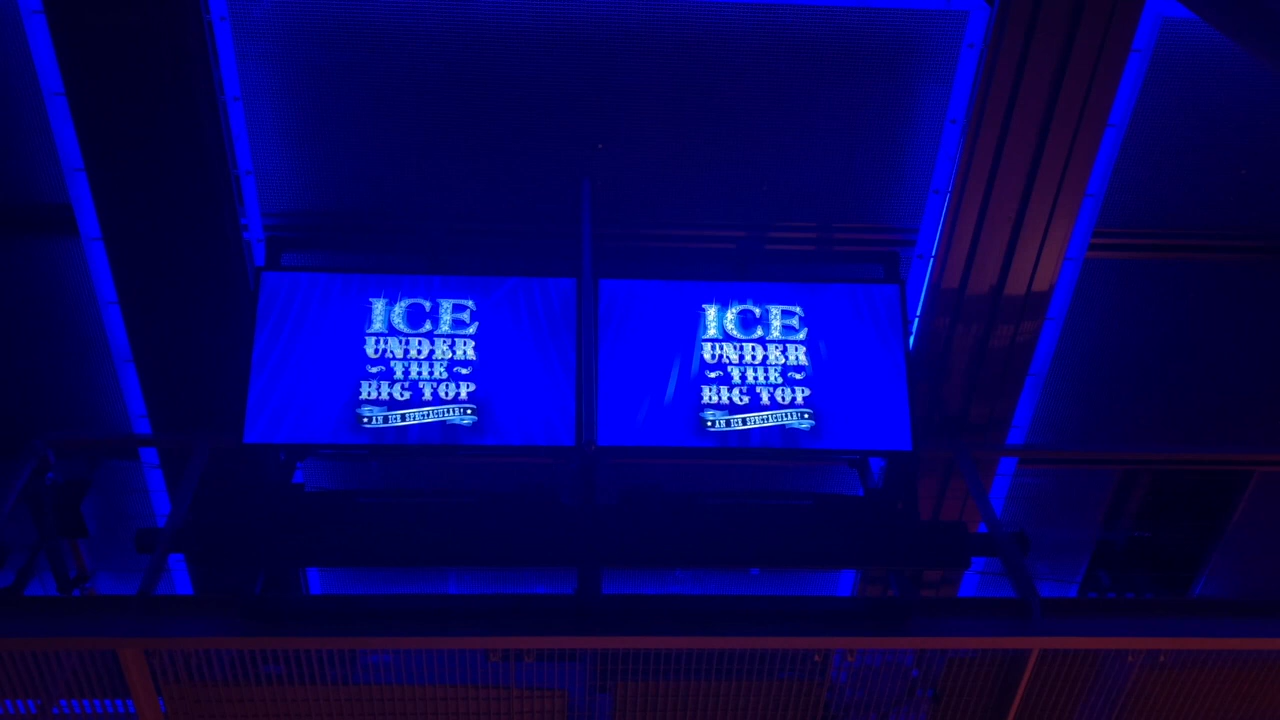 ICE
UNDER
~THE~
BIG TOP
★ AN ICE SPECTACULAR! ★
ICE
UNDER
~THE~
BIG TOP
★ AN ICE SPECTACULAR! ★